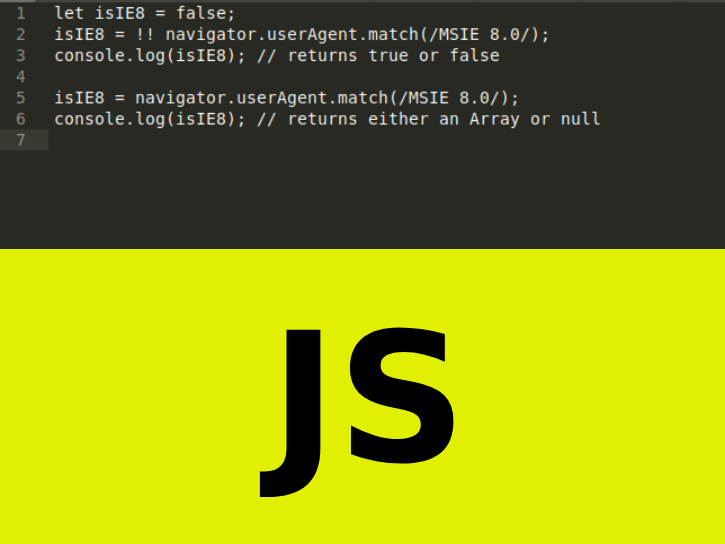 1 let isIE8 = false;
2 isIE8 = !! navigator.userAgent.match(/MSIE 8.0/);
3 console.log(isIE8); // returns true or false
4
5 isIE8 = navigator.userAgent.match(/MSIE 8.0/);
6 console.log(isIE8); // returns either an Array or null
7
JS